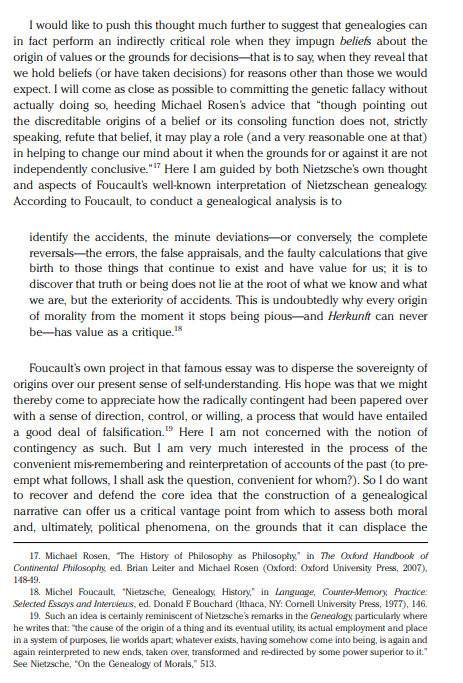 I would like to push this thought much further to suggest that genealogies can
in fact perform an indirectly critical role when they impugn beliefs about the
origin of values or the grounds for decisions—that is to say, when they reveal that
we hold beliefs (or have taken decisions) for reasons other than those we would
expect. I will come as close as possible to committing the genetic fallacy without
actually doing so, heeding Michael Rosen's advice that "though pointing out
the discreditable origins of a belief or its consoling function does not, strictly
speaking, refute that belief, it may play a role (and a very reasonable one at that)
in helping to change our mind about it when the grounds for or against it are not
independently conclusive."17 Here I am guided by both Nietzsche's own thought
and aspects of Foucault's well-known interpretation of Nietzschean genealogy.
According to Foucault, to conduct a genealogical analysis is to
identify the accidents, the minute deviations—or conversely, the complete
reversals—the errors, the false appraisals, and the faulty calculations that give
birth to those things that continue to exist and have value for us; it is to
discover that truth or being does not lie at the root of what we know and what
we are, but the exteriority of accidents. This is undoubtedly why every origin
of morality from the moment it stops being pious—and Herkunft can never
be—has value as a critique.18
Foucault's own project in that famous essay was to disperse the sovereignty of
origins over our present sense of self-understanding. His hope was that we might
thereby come to appreciate how the radically contingent had been papered over
with a sense of direction, control, or willing, a process that would have entailed
a good deal of falsification.19 Here I am not concerned with the notion of
contingency as such. But I am very much interested in the process of the
convenient mis-remembering and reinterpretation of accounts of the past (to pre-
empt what follows, I shall ask the question, convenient for whom?). So I do want
to recover and defend the core idea that the construction of a genealogical
narrative can offer us a critical vantage point from which to assess both moral
and, ultimately, political phenomena, on the grounds that it can displace the
17. Michael Rosen, "The History of Philosophy as Philosophy," in The Oxford Handbook of
Continental Philosophy, ed. Brian Leiter and Michael Rosen (Oxford: Oxford University Press, 2007),
148-49.
18. Michel Foucault, "Nietzsche, Genealogy, History," in Language, Counter-Memory, Practice:
Selected Essays and Interviews, ed. Donald F. Bouchard (Ithaca, NY: Cornell University Press, 1977), 146.
19. Such an idea is certainly reminiscent of Nietzsche's remarks in the Genealogy, particularly where
he writes that: "the cause of the origin of a thing and its eventual utility, its actual employment and place
in a system of purposes, lie worlds apart; whatever exists, having somehow come into being, is again and
again reinterpreted to new ends, taken over, transformed and re-directed by some power superior to it."
See Nietzsche, "On the Genealogy of Morals," 513.